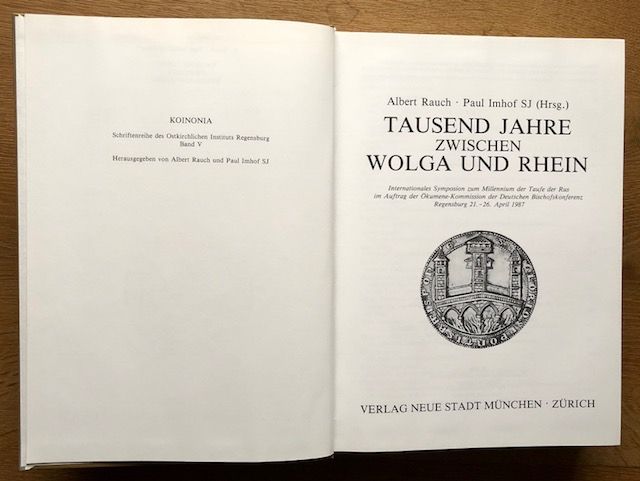 KOINONIA
Schriftenreihe des Ostkirchlichen Instituts Regensburg
Band V
Herausgegeben von Albert Rauch und Paul Imhof SJ
Albert Rauch · Paul Imhof SJ (Hrsg.)
TAUSEND JAHRE
ZWISCHEN
WOLGA UND RHEIN
Internationales Symposion zum Millennium der Taufe der Rus
im Auftrag der Ökumene-Kommission der Deutschen Bischofskonferenz
Regensburg 21.–26. April 1987
VERLAG NEUE STADT MÜNCHEN · ZÜRICH